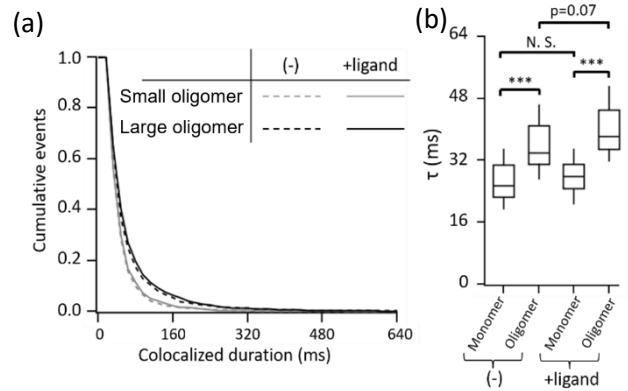 (a)
(-) +ligand
Small oligomer
Large oligomer
Cumulative events
1.0
0.8
0.6
0.4
0.2
0.0
0 160 320 480 640
Colocalized duration (ms)
(b)
p=0.07
N. S.
*** ***
τ (ms)
64
48
32
16
Monomer Oligomer Monomer Oligomer
(-) +ligand